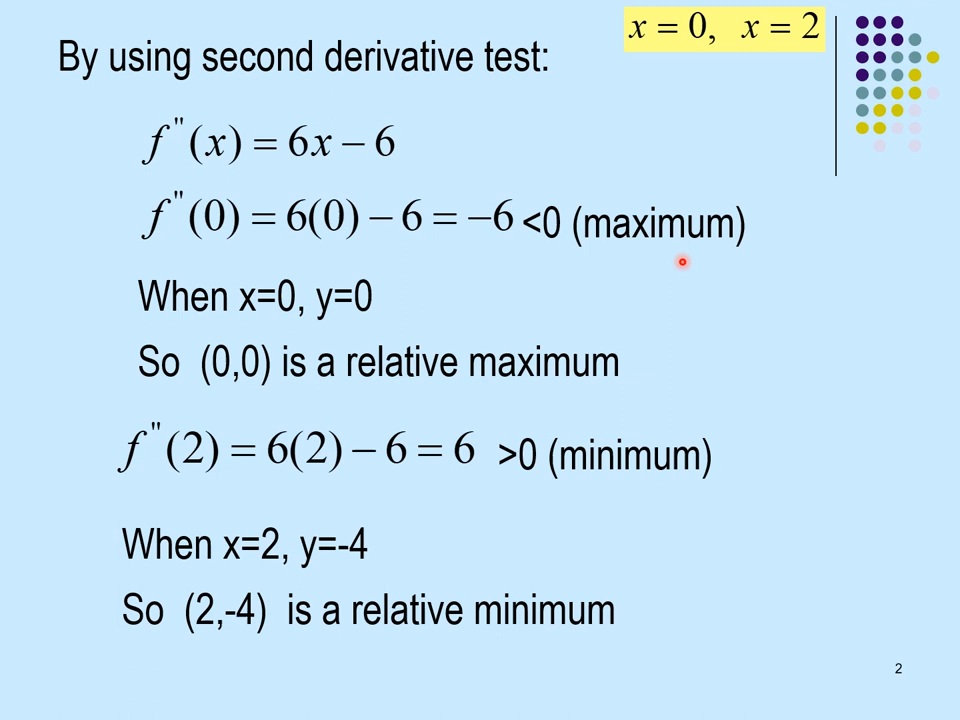 x = 0, x = 2
By using second derivative test:
f "(x) = 6x − 6
f "(0) = 6(0) − 6 = −6 <0 (maximum)
When x=0, y=0
So (0,0) is a relative maximum
f "(2) = 6(2) − 6 = 6 >0 (minimum)
When x=2, y=-4
So (2,-4) is a relative minimum
2